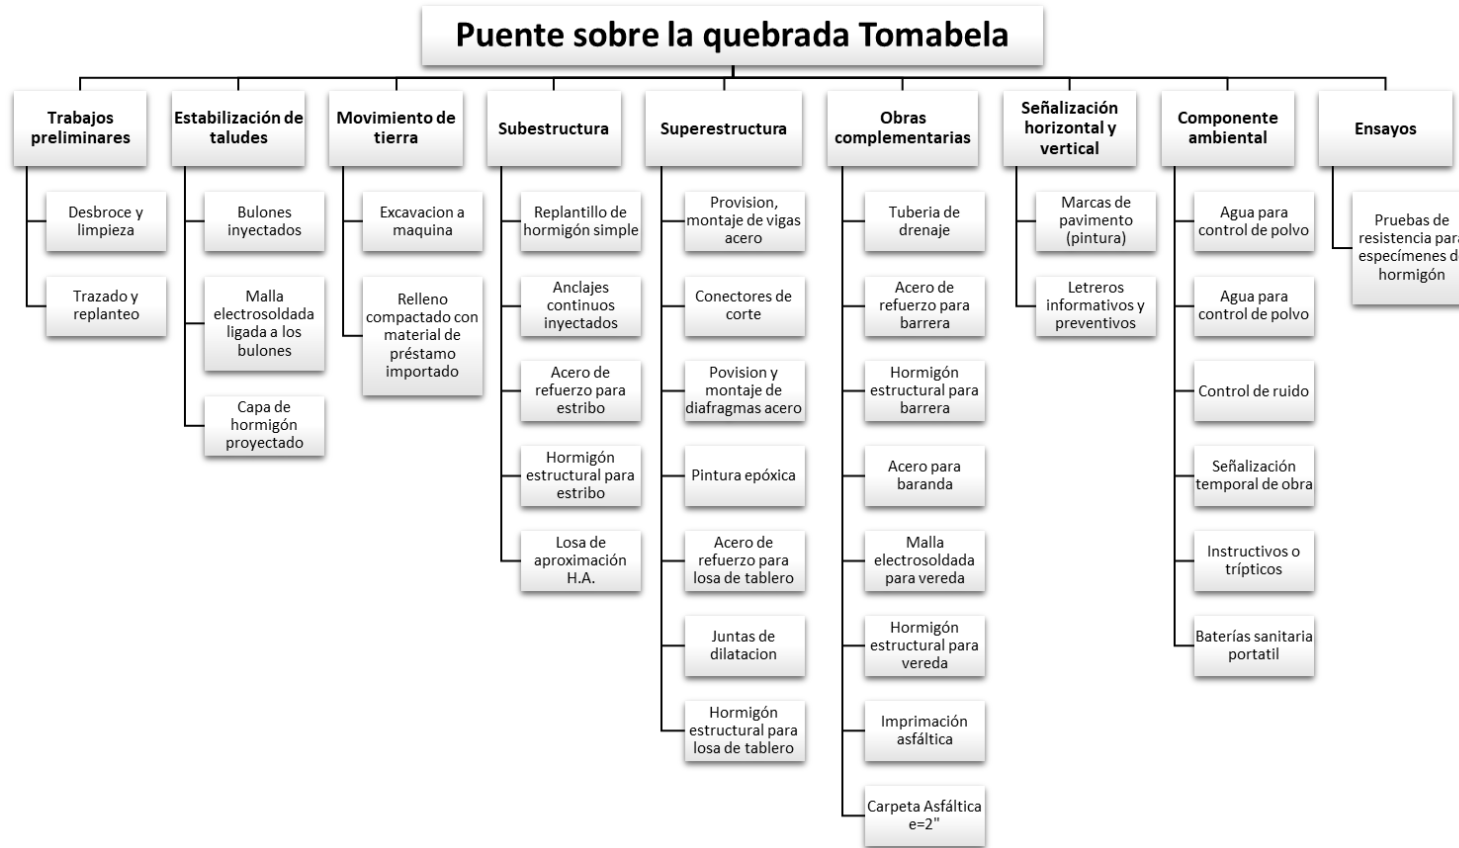 Puente sobre la quebrada Tomabela
Trabajos
preliminares
Desbroce y
limpieza
Trazado y
replanteo
Estabilización de
taludes
Bulones
inyectados
Malla
electrosoldada
ligada a los
bulones
Capa de
hormigón
proyectado
Movimiento de
tierra
Excavacion a
maquina
Relleno
compactado con
material de
préstamo
importado
Subestructura
Replantillo de
hormigón simple
Anclajes
continuos
inyectados
Acero de
refuerzo para
estribo
Hormigón
estructural para
estribo
Losa de
aproximación
H.A.
Superestructura
Provision,
montaje de vigas
acero
Conectores de
corte
Povision y
montaje de
diafragmas acero
Pintura epóxica
Acero de
refuerzo para
losa de tablero
Juntas de
dilatacion
Hormigón
estructural para
losa de tablero
Obras
complementarias
Tuberia de
drenaje
Acero de
refuerzo para
barrera
Hormigón
estructural para
barrera
Acero para
baranda
Malla
electrosoldada
para vereda
Hormigón
estructural para
vereda
Imprimación
asfáltica
Carpeta Asfáltica
e=2"
Señalización
horizontal y
vertical
Marcas de
pavimento
(pintura)
Letreros
informativos y
preventivos
Componente
ambiental
Agua para
control de polvo
Agua para
control de polvo
Control de ruido
Señalización
temporal de obra
Instructivos o
trípticos
Baterías sanitaria
portatil
Ensayos
Pruebas de
resistencia para
especímenes de
hormigón